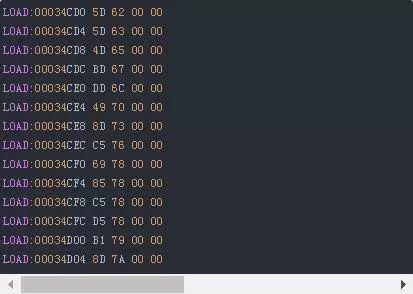 LOAD:00034CD0 5D 62 00 00
LOAD:00034CD4 5D 63 00 00
LOAD:00034CD8 4D 65 00 00
LOAD:00034CDC BD 67 00 00
LOAD:00034CE0 DD 6C 00 00
LOAD:00034CE4 49 70 00 00
LOAD:00034CE8 8D 73 00 00
LOAD:00034CEC C5 76 00 00
LOAD:00034CF0 69 78 00 00
LOAD:00034CF4 85 78 00 00
LOAD:00034CF8 C5 78 00 00
LOAD:00034CFC D5 78 00 00
LOAD:00034D00 B1 79 00 00
LOAD:00034D04 8D 7A 00 00